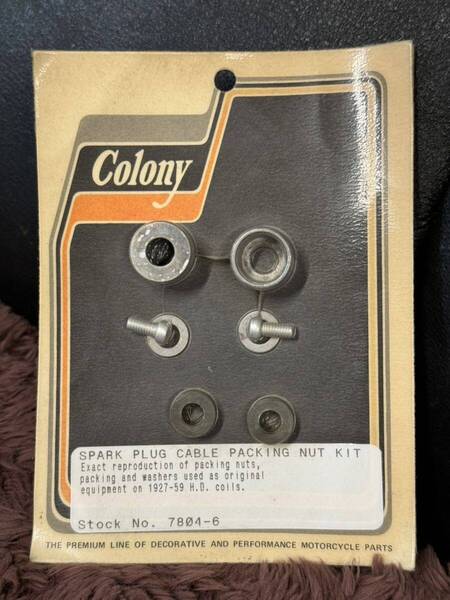 Colony
SPARK PLUG CABLE PACKING NUT KIT
Exact reproduction of packing nuts,
packing and washers used as original
equipment on 1927-59 H.D. coils.
Stock No. 7804-6
THE PREMIUM LINE OF DECORATIVE AND PERFORMANCE MOTORCYCLE PARTS